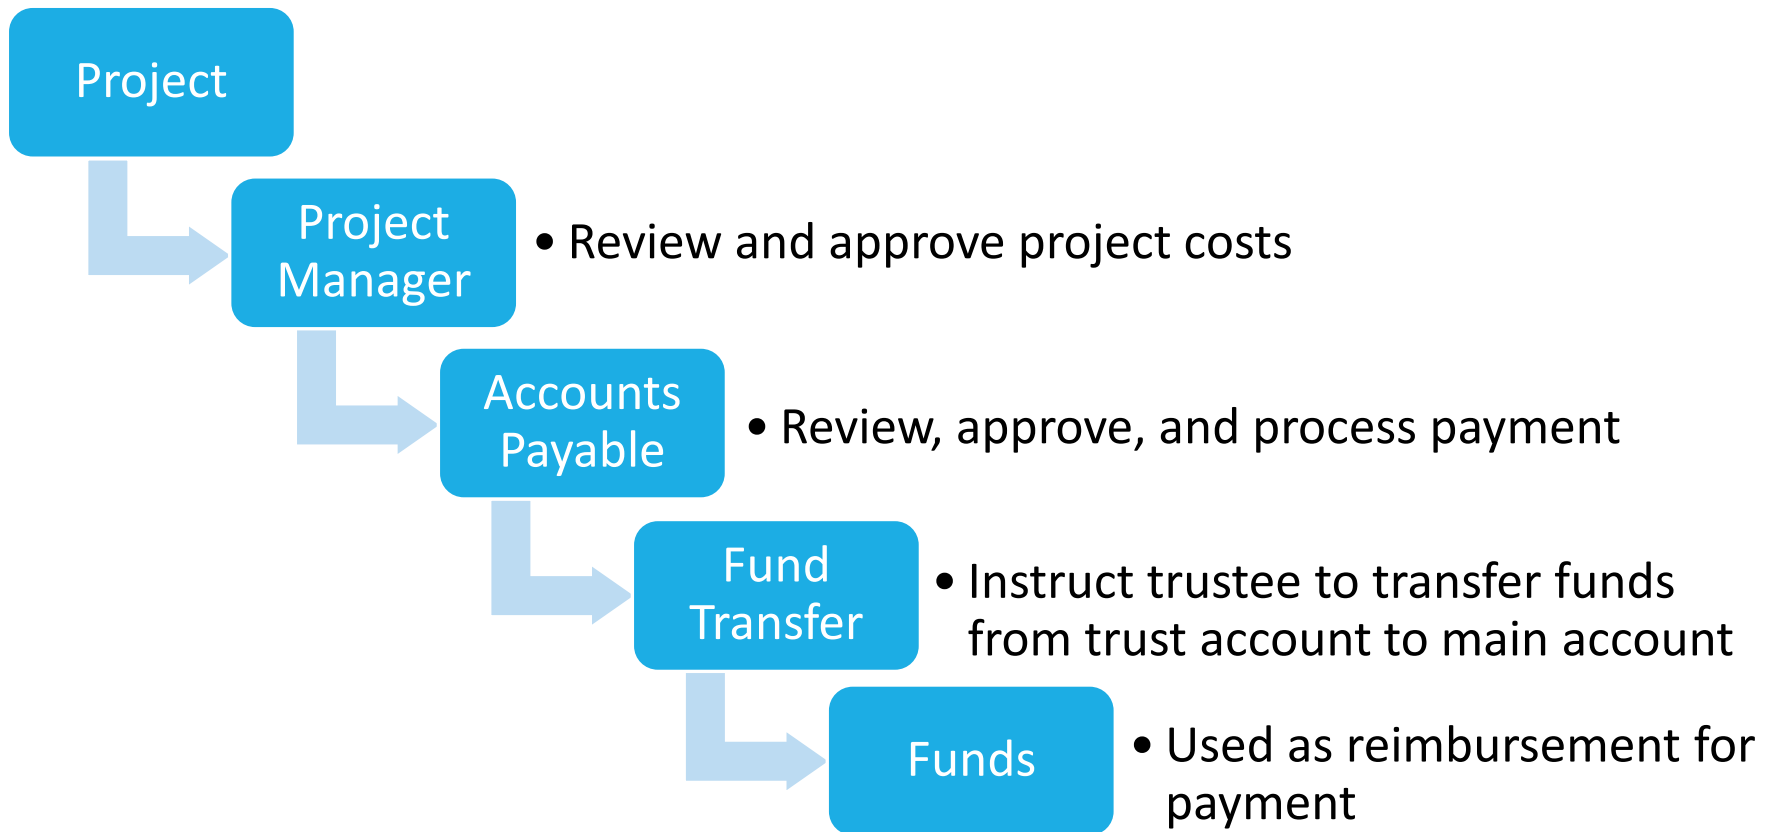 Project
Project
Manager
• Review and approve project costs
Accounts
Payable
• Review, approve, and process payment
Fund
Transfer
• Instruct trustee to transfer funds
from trust account to main account
Funds
• Used as reimbursement for
payment